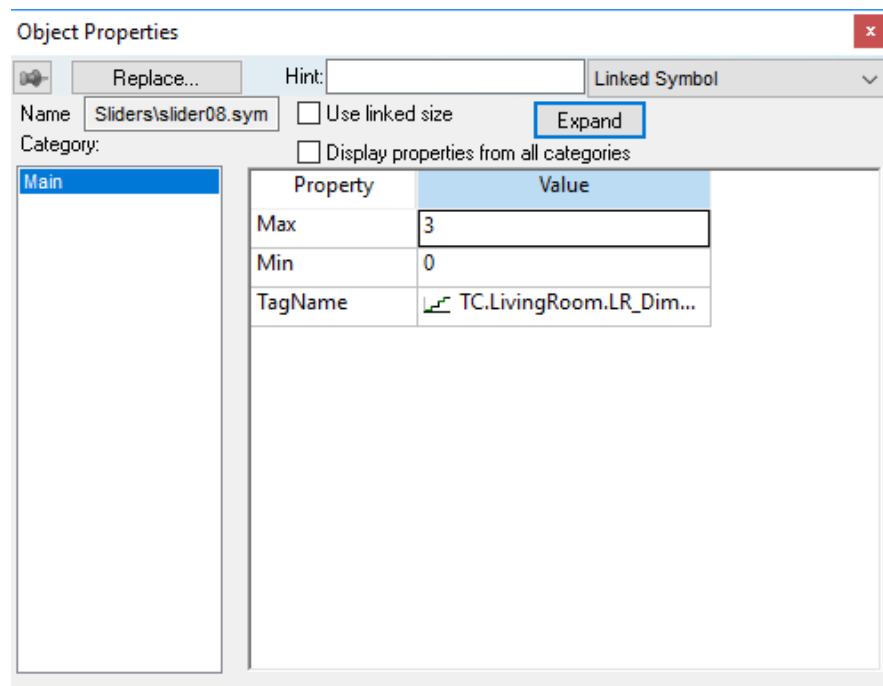 Object Properties
x
Replace... Hint: Linked Symbol
Name Sliders\slider08.sym Use linked size Expand
Category: Display properties from all categories
Main Property Value
Max 3
Min 0
TagName TC.LivingRoom.LR_Dim...